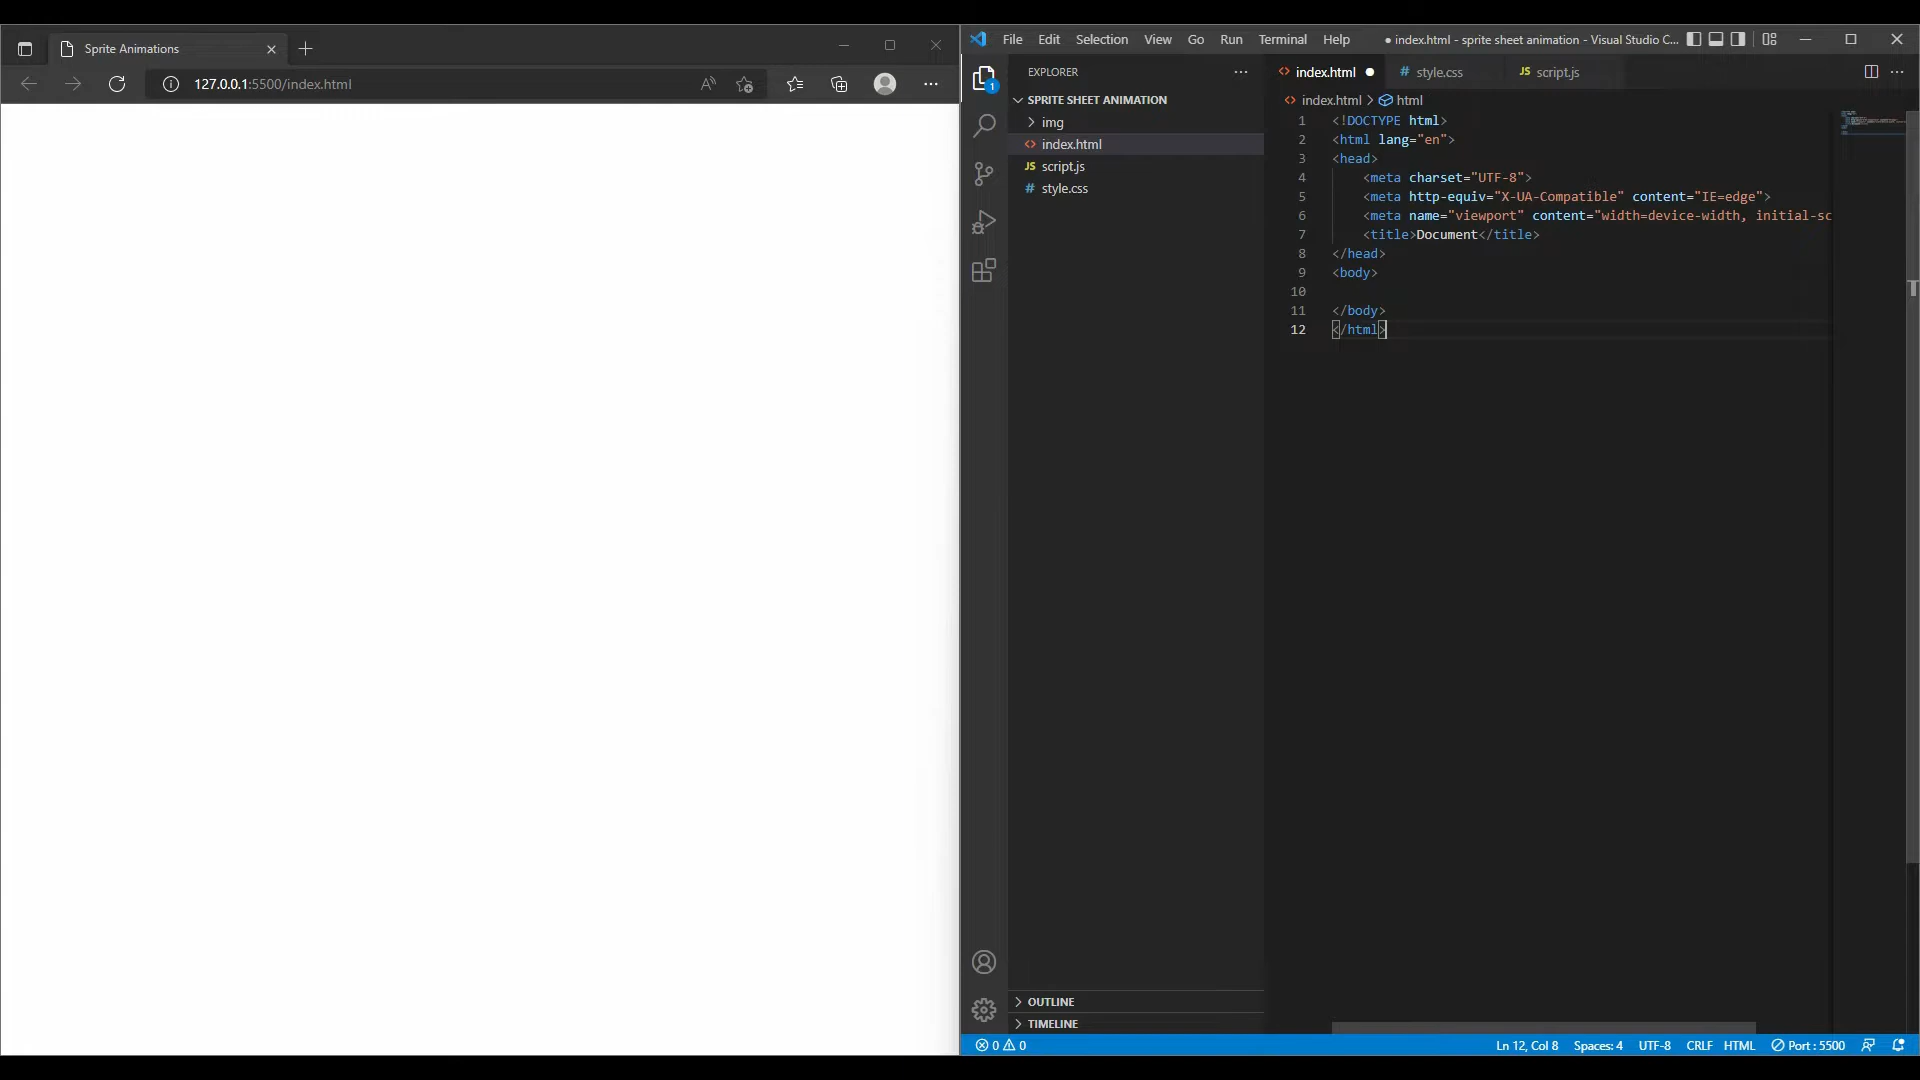 Sprite Animations
127.0.0.1:5500/index.html
File Edit Selection View Go Run Terminal Help
● index.html - sprite sheet animation - Visual Studio C...
EXPLORER
SPRITE SHEET ANIMATION
img
index.html
JS script.js
# style.css
OUTLINE
TIMELINE
1
index.html
# style.css
JS script.js
index.html > html
1 <!DOCTYPE html>
2 <html lang="en">
3 <head>
4 <meta charset="UTF-8">
5 <meta http-equiv="X-UA-Compatible" content="IE=edge">
6 <meta name="viewport" content="width=device-width, initial-sc
7 <title>Document</title>
8 </head>
9 <body>
10
11 </body>
12 </html>
0 0
Ln 12, Col 8 Spaces: 4 UTF-8 CRLF HTML Port : 5500